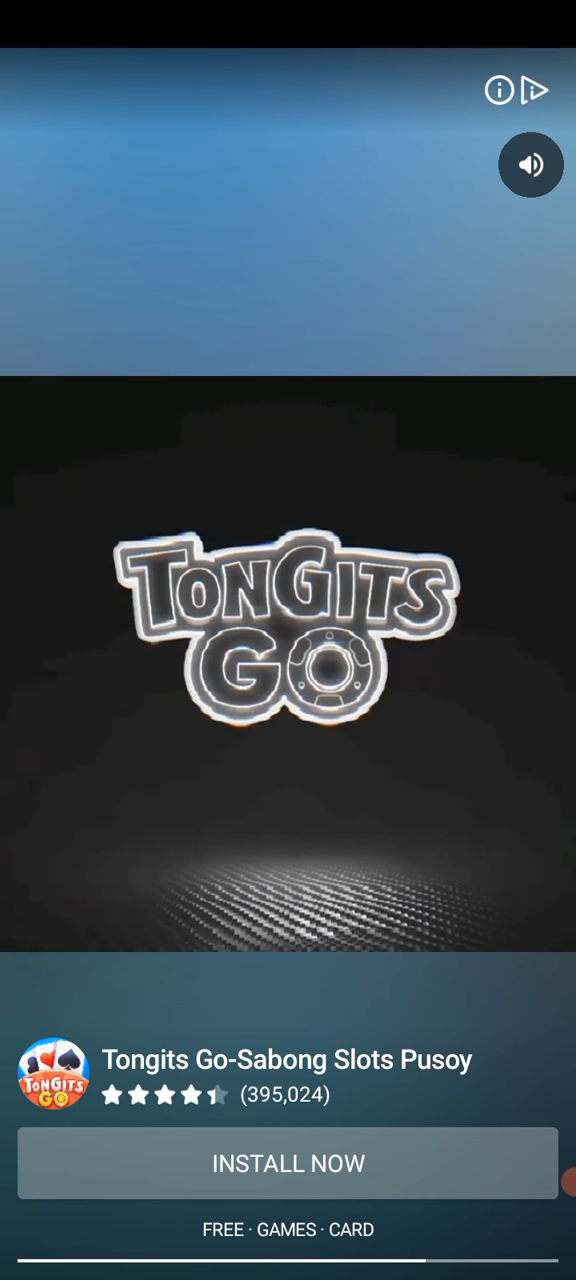 TONGITS
GO
TONGITS
GO
Tongits Go-Sabong Slots Pusoy
(395,024)
INSTALL NOW
FREE · GAMES · CARD